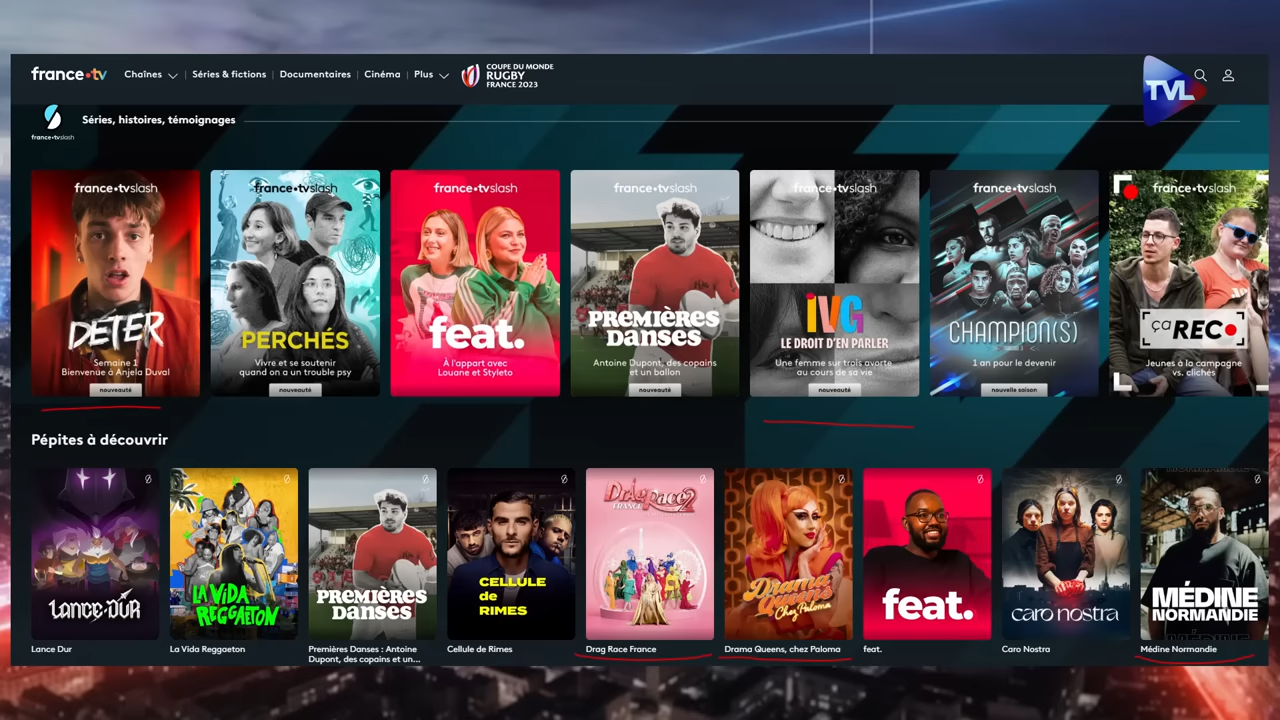 france•tv
Chaînes
Séries & fictions
Documentaires
Cinéma
Plus
COUPE DU MONDE
RUGBY
FRANCE 2023
TVL
france•tvslash
Séries, histoires, témoignages
france•tvslash
DETER
Semaine 1
Bienvenue à Anjela Duval
nouveauté
france•tvslash
PERCHÉS
Vivre et se soutenir
quand on a un trouble psy
nouveauté
france•tvslash
feat.
À l'appart avec
Louane et Styleto
france•tvslash
PREMIÈRES
DANSES
Antoine Dupont, des copains
et un ballon
nouveauté
france•tvslash
iVG
LE DROIT D'EN PARLER
Une femme sur trois avorte
au cours de sa vie
nouveauté
france•tvslash
CHAMPION(S)
1 an pour le devenir
nouvelle saison
france•tvslash
ça REC
Jeunes à la campagne
vs. clichés
Pépites à découvrir
LANCE DUR
Lance Dur
LA ViDA
REGGAETON
La Vida Reggaeton
PREMIÈRES
DANSES
Premières Danses : Antoine
Dupont, des copains et un...
CELLULE
de
RIMES
Cellule de Rimes
Drag Race 2
FRANCE
Drag Race France
Drama
Queens
Chez Paloma
Drama Queens, chez Paloma
feat.
feat.
caro nostra
Caro Nostra
MÉDINE
NORMANDIE
Médine Normandie